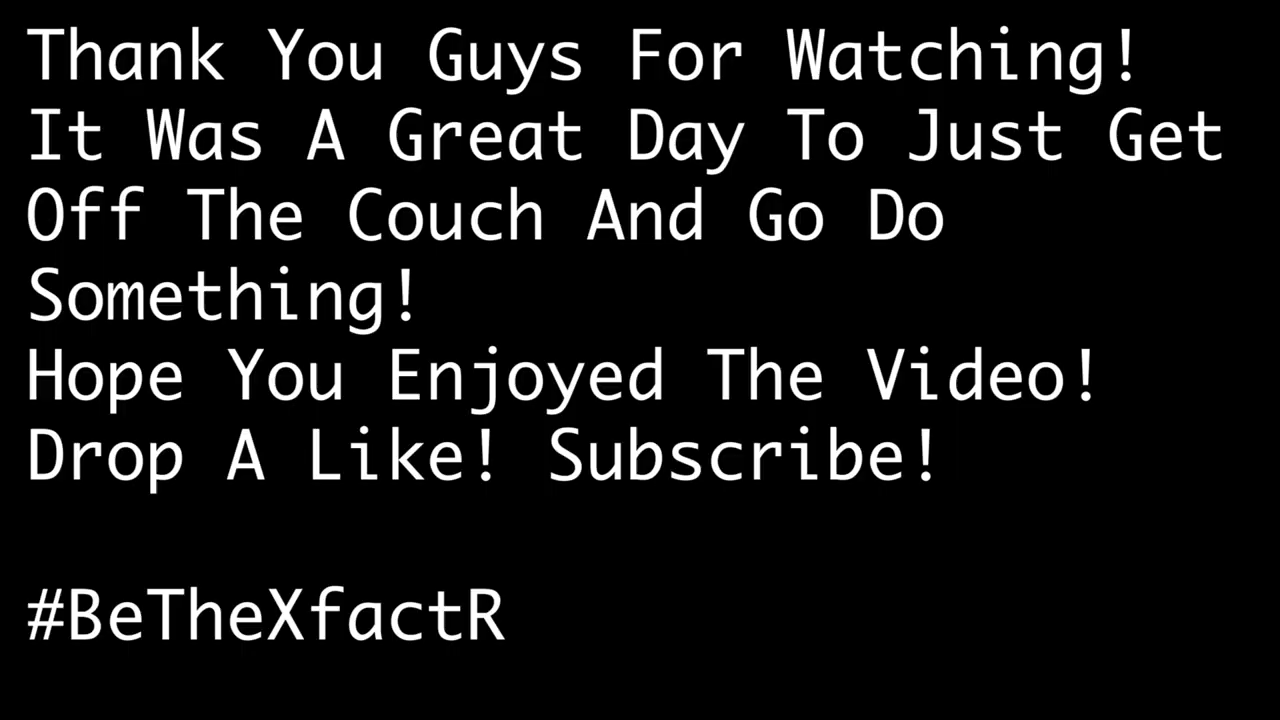 Thank You Guys For Watching!
It Was A Great Day To Just Get
Off The Couch And Go Do
Something!
Hope You Enjoyed The Video!
Drop A Like! Subscribe!
#BeTheXfactR